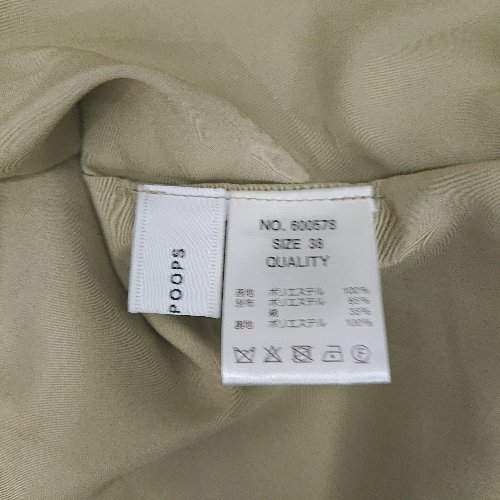 POOPS
NO. 600578
SIZE 38
QUALITY
表地 ポリエステル 100%
別布 ポリエステル 65%
綿 35%
裏地 ポリエステル 100%